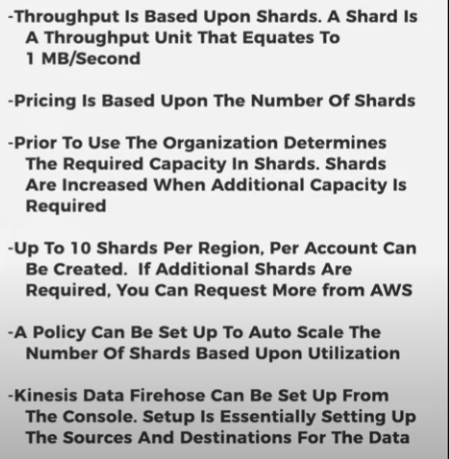 -Throughput Is Based Upon Shards. A Shard Is
A Throughput Unit That Equates To
1 MB/Second
-Pricing Is Based Upon The Number Of Shards
-Prior To Use The Organization Determines
The Required Capacity In Shards. Shards
Are Increased When Additional Capacity Is
Required
-Up To 10 Shards Per Region, Per Account Can
Be Created. If Additional Shards Are
Required, You Can Request More from AWS
-A Policy Can Be Set Up To Auto Scale The
Number Of Shards Based Upon Utilization
-Kinesis Data Firehose Can Be Set Up From
The Console. Setup Is Essentially Setting Up
The Sources And Destinations For The Data